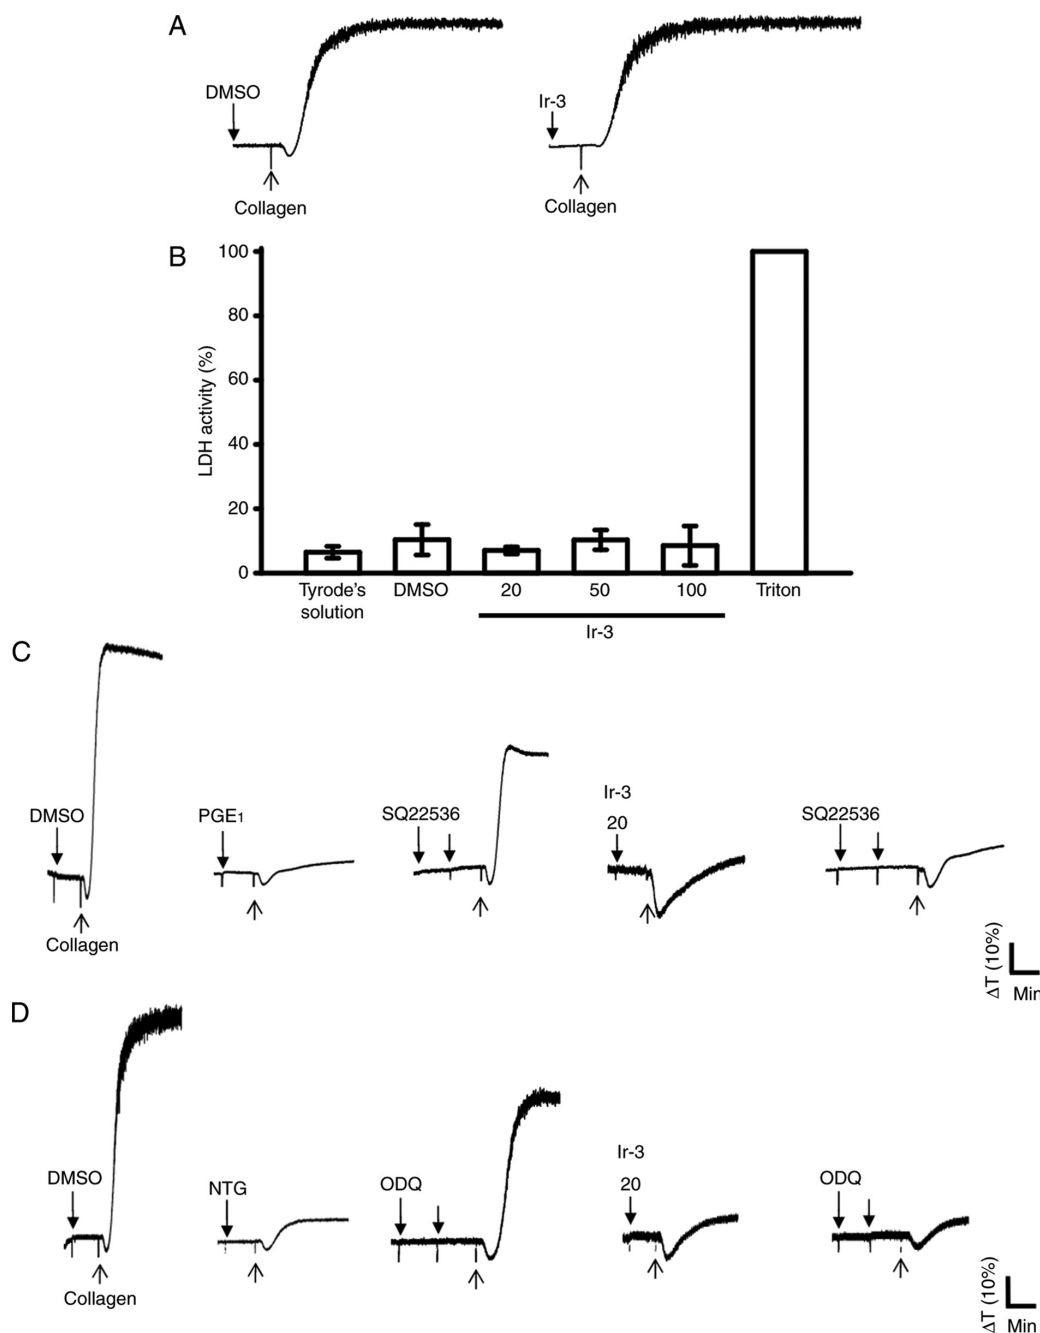 A
DMSO
Collagen
Ir-3
Collagen
B
LDH activity (%)
100
80
60
40
20
0
Tyrode's
solution
DMSO
20
50
100
Triton
Ir-3
C
DMSO
Collagen
PGE1
SQ22536
Ir-3
20
SQ22536
ΔT (10%)
Min
D
DMSO
Collagen
NTG
ODQ
Ir-3
20
ODQ
ΔT (10%)
Min